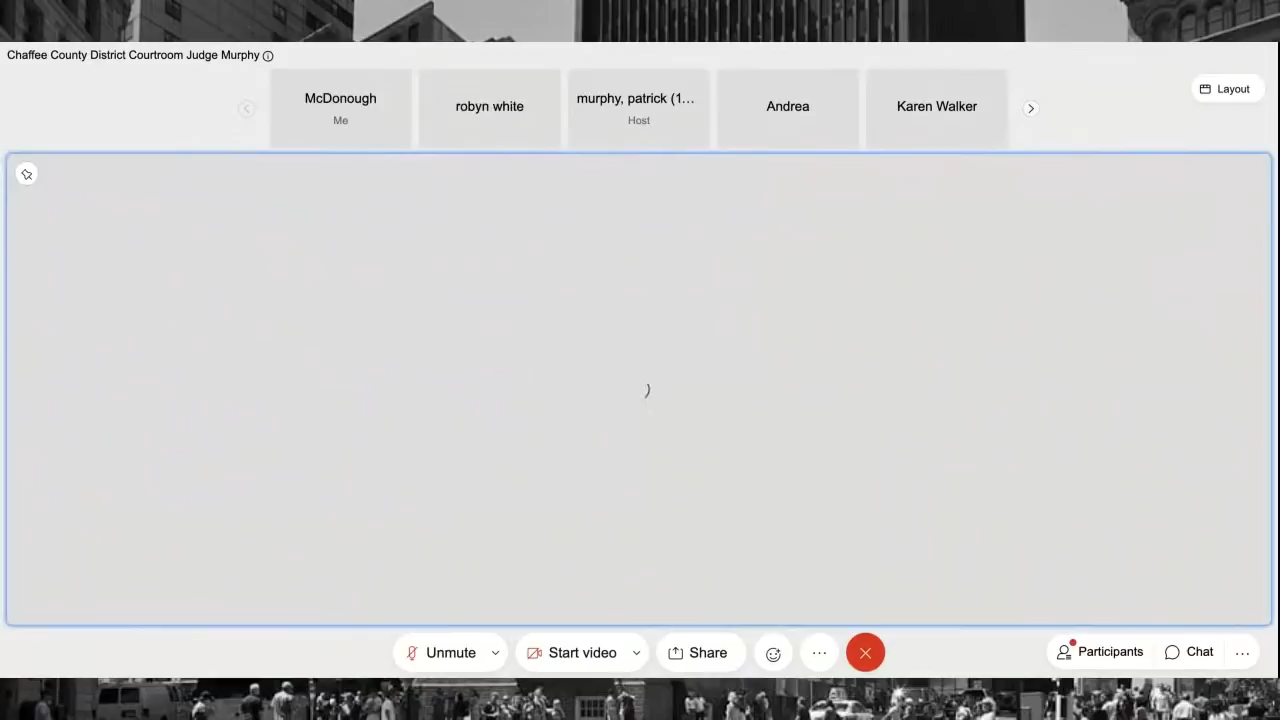 Chaffee County District Courtroom Judge Murphy
McDonough
Me
robyn white
murphy, patrick (1...
Host
Andrea
Karen Walker
Layout
Unmute
Start video
Share
Participants
Chat